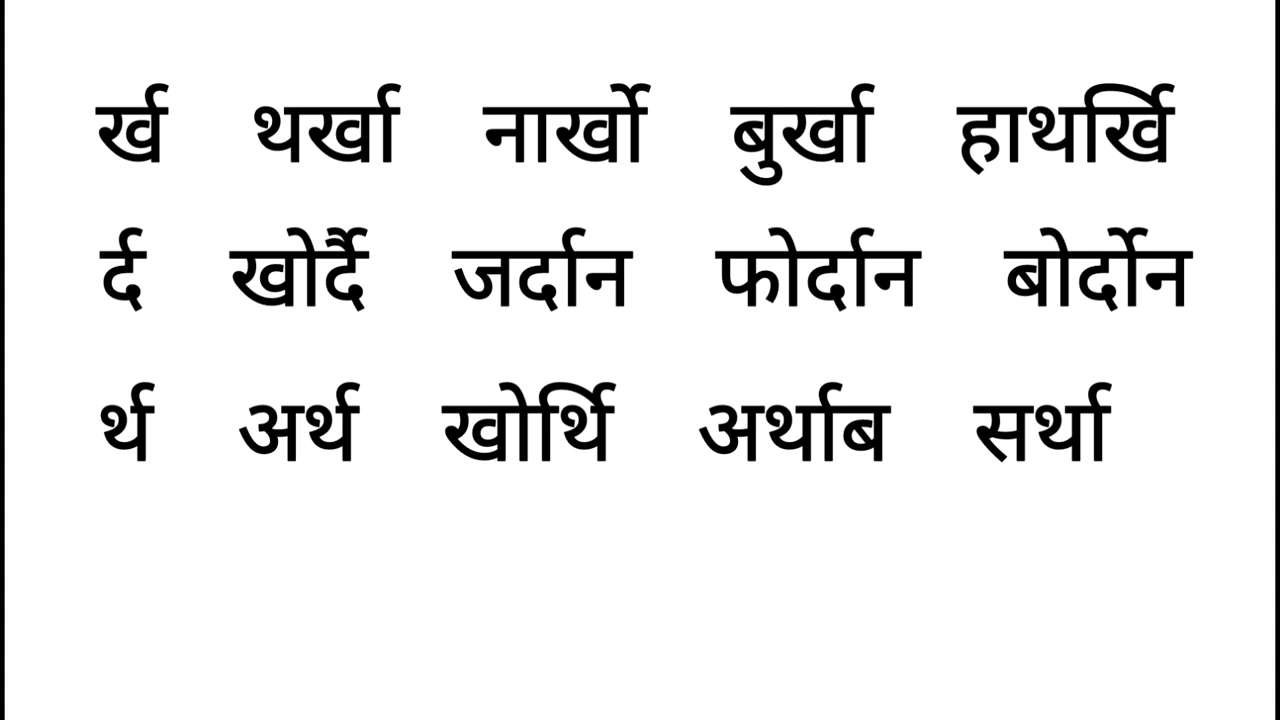 र्ख थर्खा नार्खो बुर्खा हाथर्खि
र्द खोर्दै जर्दान फोर्दान बोर्दोन
र्थ अर्थ खोर्थि अर्थाब सर्था